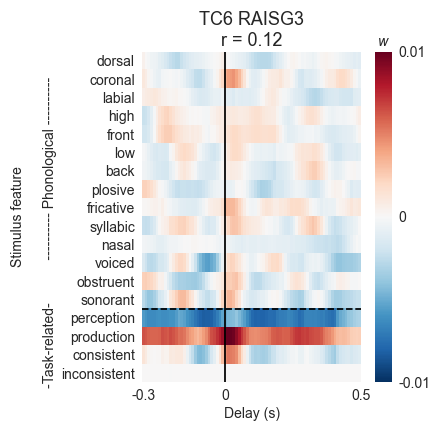 TC6 RAISG3
r = 0.12
w
dorsal
coronal
labial
high
front
low
back
plosive
fricative
syllabic
nasal
voiced
obstruent
sonorant
perception
production
consistent
inconsistent
Stimulus feature
-Task-related- ---------- Phonological ----------
0.01
0
-0.01
-0.3
0
0.5
Delay (s)